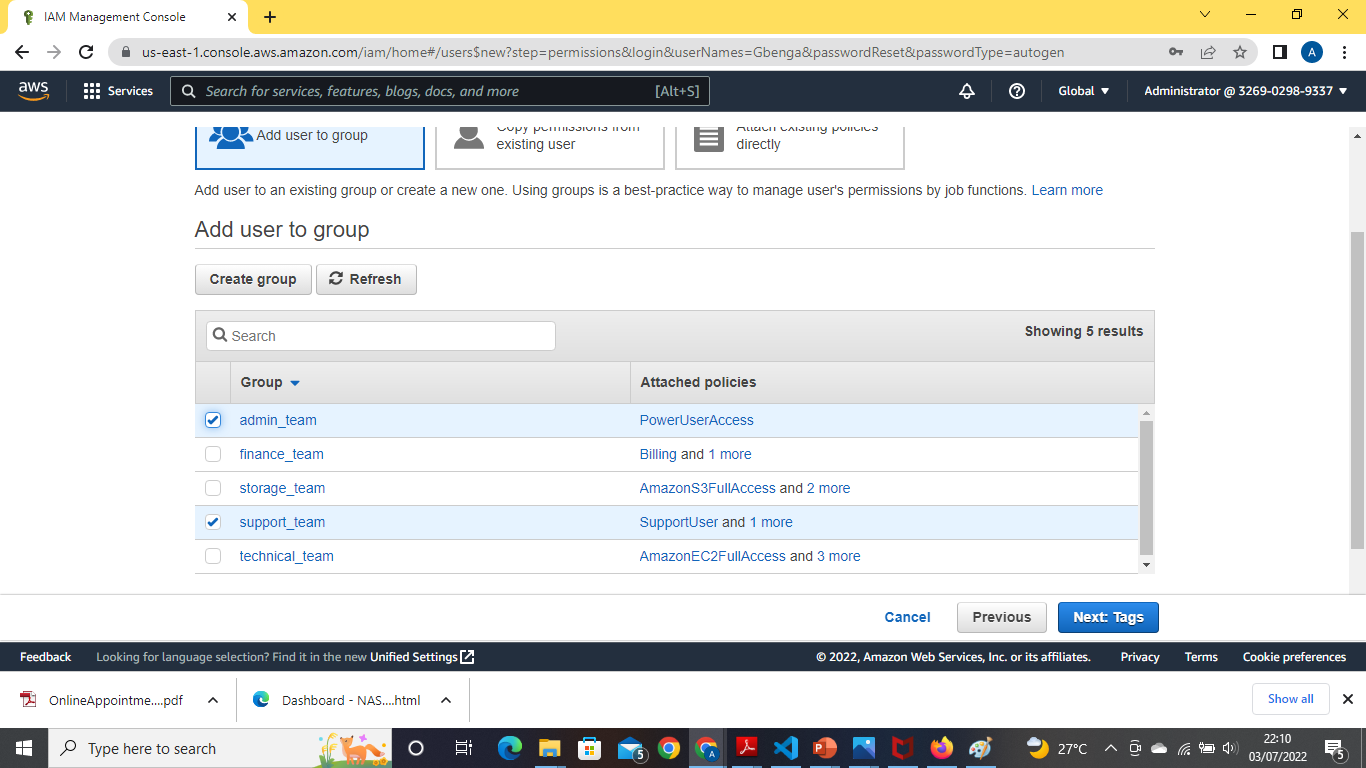 IAM Management Console
us-east-1.console.aws.amazon.com/iam/home#/users$new?step=permissions&login&userNames=Gbenga&passwordReset&passwordType=autogen
A
aws
Services
Search for services, features, blogs, docs, and more
[Alt+S]
Global
Administrator @ 3269-0298-9337
Add user to group
Copy permissions from
existing user
Attach existing policies
directly
Add user to an existing group or create a new one. Using groups is a best-practice way to manage user's permissions by job functions. Learn more
Add user to group
Create group
Refresh
Search
Showing 5 results
Group
Attached policies
admin_team
PowerUserAccess
finance_team
Billing and 1 more
storage_team
AmazonS3FullAccess and 2 more
support_team
SupportUser and 1 more
technical_team
AmazonEC2FullAccess and 3 more
Cancel
Previous
Next: Tags
Feedback
Looking for language selection? Find it in the new Unified Settings
© 2022, Amazon Web Services, Inc. or its affiliates.
Privacy
Terms
Cookie preferences
OnlineAppointme....pdf
Dashboard - NAS....html
Show all
Type here to search
5
A
27°C
22:10
03/07/2022
5